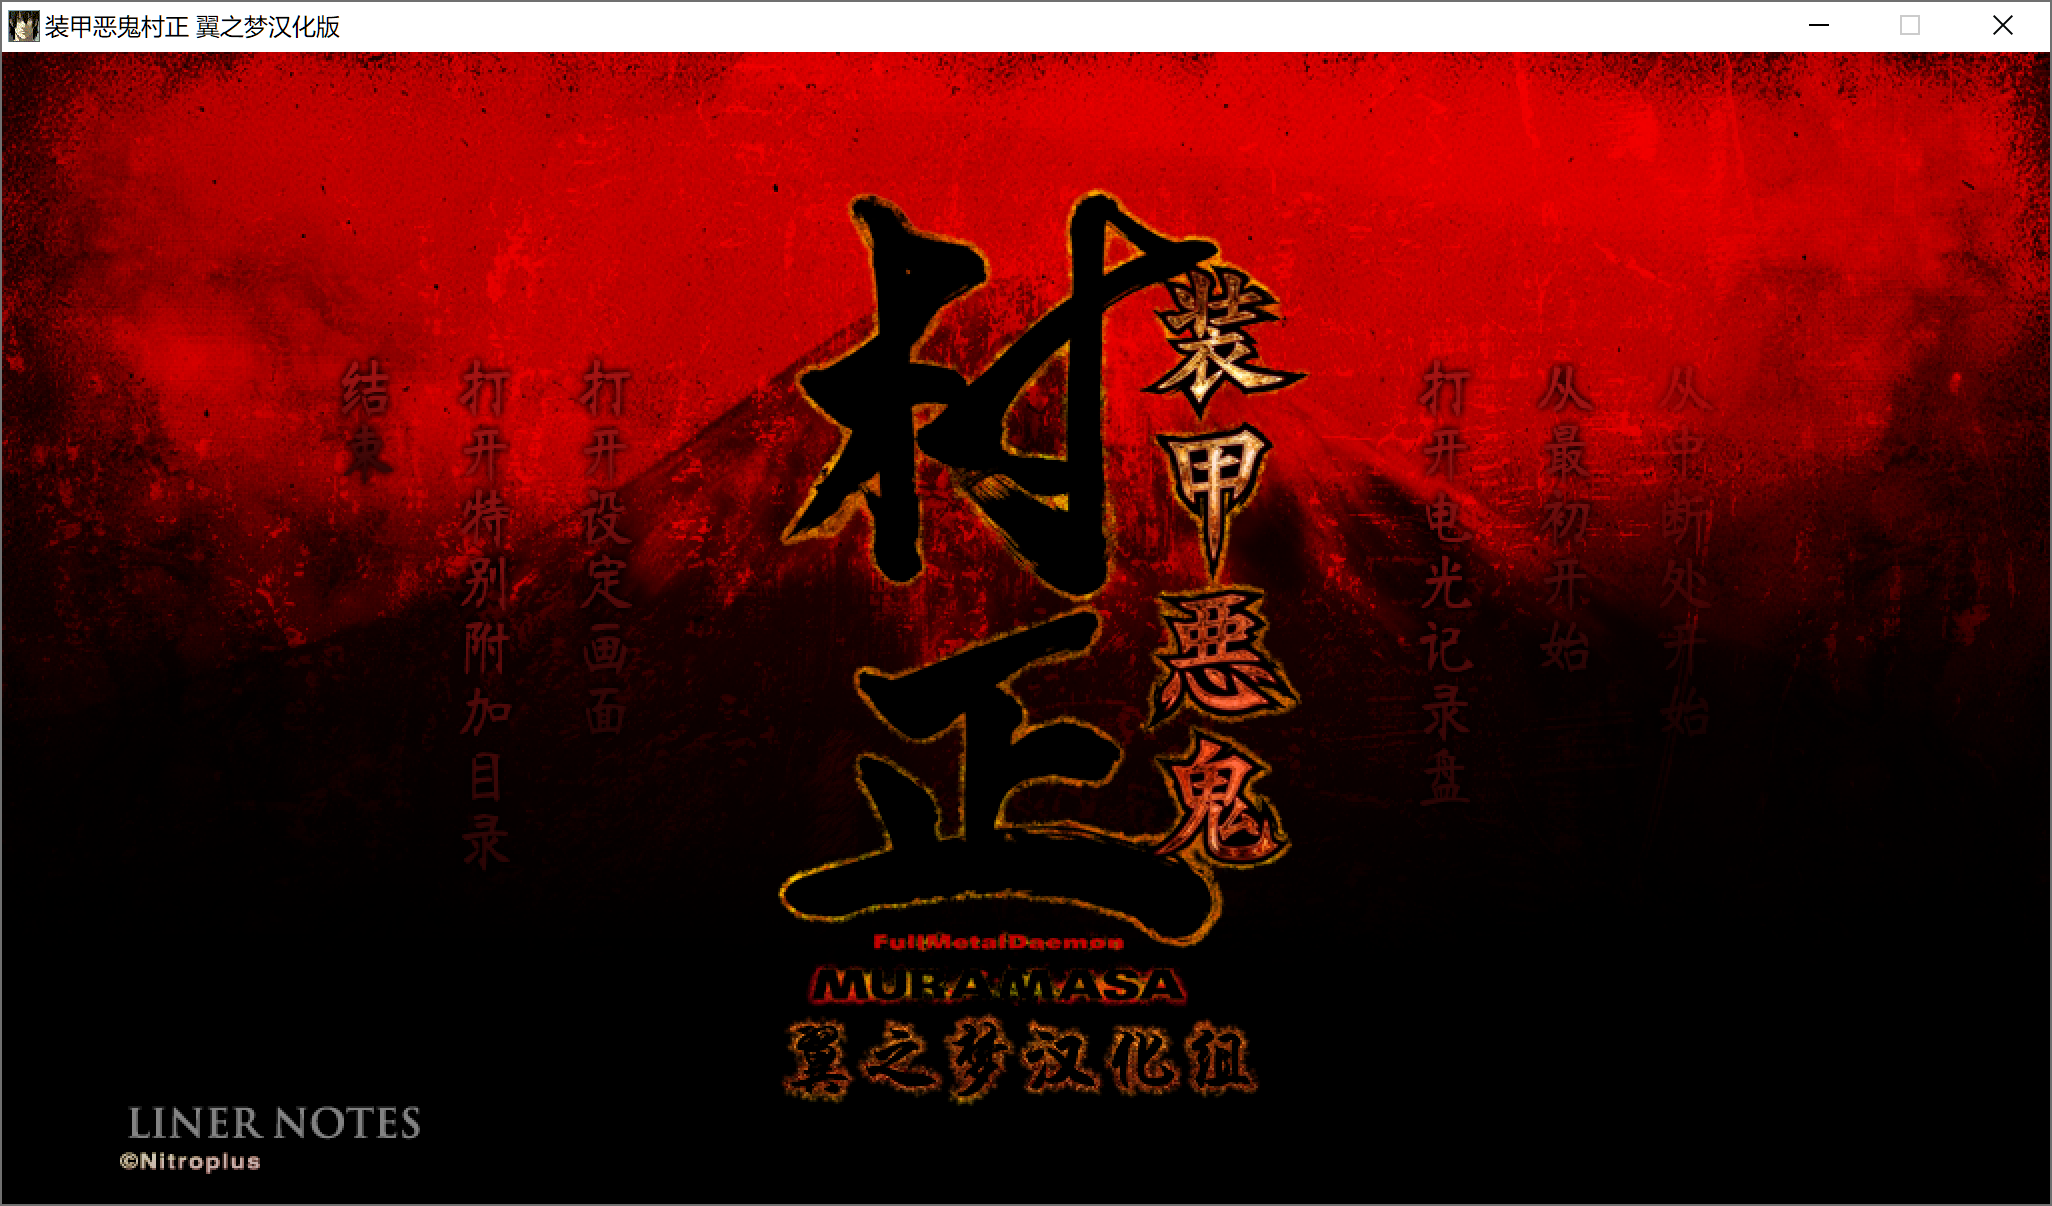 装甲恶鬼村正 翼之梦汉化版
从中断处开始
从最初开始
打开电光记录盘
装甲悪鬼
村正
FullMetalDaemon
MURAMASA
翼之梦汉化组
打开设定画面
打开特别附加目录
结束
LINER NOTES
©Nitroplus